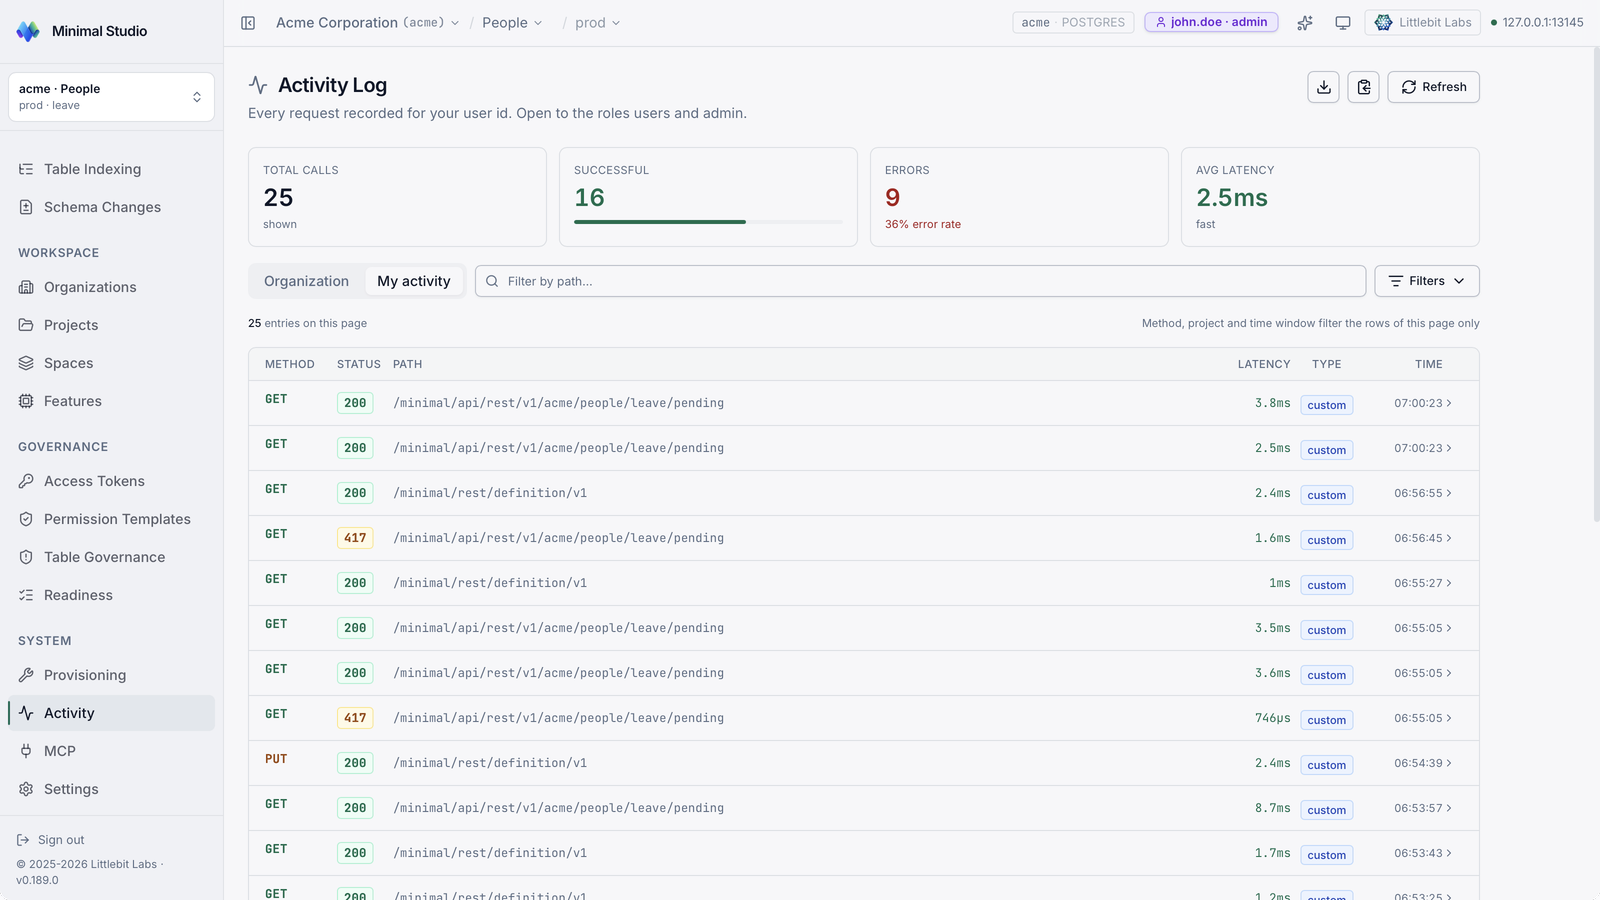 Minimal Studio
Acme Corporation (acme) / People / prod
acme · POSTGRES
john.doe · admin
Littlebit Labs
127.0.0.1:13145
acme · People
prod · leave
Table Indexing
Schema Changes
WORKSPACE
Organizations
Projects
Spaces
Features
GOVERNANCE
Access Tokens
Permission Templates
Table Governance
Readiness
SYSTEM
Provisioning
Activity
MCP
Settings
Sign out
© 2025-2026 Littlebit Labs ·
v0.189.0
Activity Log
Every request recorded for your user id. Open to the roles users and admin.
Refresh
TOTAL CALLS
25
shown
SUCCESSFUL
16
ERRORS
9
36% error rate
AVG LATENCY
2.5ms
fast
Organization My activity Filter by path... Filters
25 entries on this page
Method, project and time window filter the rows of this page only
METHOD STATUS PATH LATENCY TYPE TIME
GET 200 /minimal/api/rest/v1/acme/people/leave/pending 3.8ms custom 07:00:23
GET 200 /minimal/api/rest/v1/acme/people/leave/pending 2.5ms custom 07:00:23
GET 200 /minimal/rest/definition/v1 2.4ms custom 06:56:55
GET 417 /minimal/api/rest/v1/acme/people/leave/pending 1.6ms custom 06:56:45
GET 200 /minimal/rest/definition/v1 1ms custom 06:55:27
GET 200 /minimal/api/rest/v1/acme/people/leave/pending 3.5ms custom 06:55:05
GET 200 /minimal/api/rest/v1/acme/people/leave/pending 3.6ms custom 06:55:05
GET 417 /minimal/api/rest/v1/acme/people/leave/pending 746µs custom 06:55:05
PUT 200 /minimal/rest/definition/v1 2.4ms custom 06:54:39
GET 200 /minimal/api/rest/v1/acme/people/leave/pending 8.7ms custom 06:53:57
GET 200 /minimal/rest/definition/v1 1.7ms custom 06:53:43
GET 200 /minimal/rest/definition/v1 1.2ms custom 06:53:25